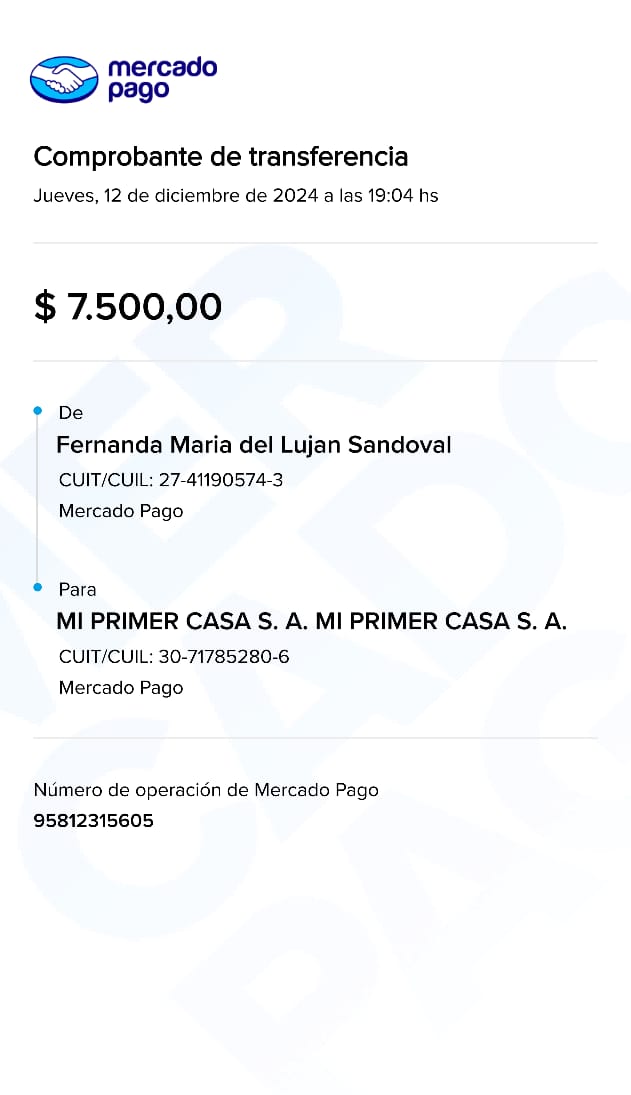 mercado
pago
Comprobante de transferencia
Jueves, 12 de diciembre de 2024 a las 19:04 hs
$ 7.500,00
De
Fernanda Maria del Lujan Sandoval
CUIT/CUIL: 27-41190574-3
Mercado Pago
Para
MI PRIMER CASA S. A. MI PRIMER CASA S. A.
CUIT/CUIL: 30-71785280-6
Mercado Pago
Número de operación de Mercado Pago
95812315605
MERCADO
PAGO